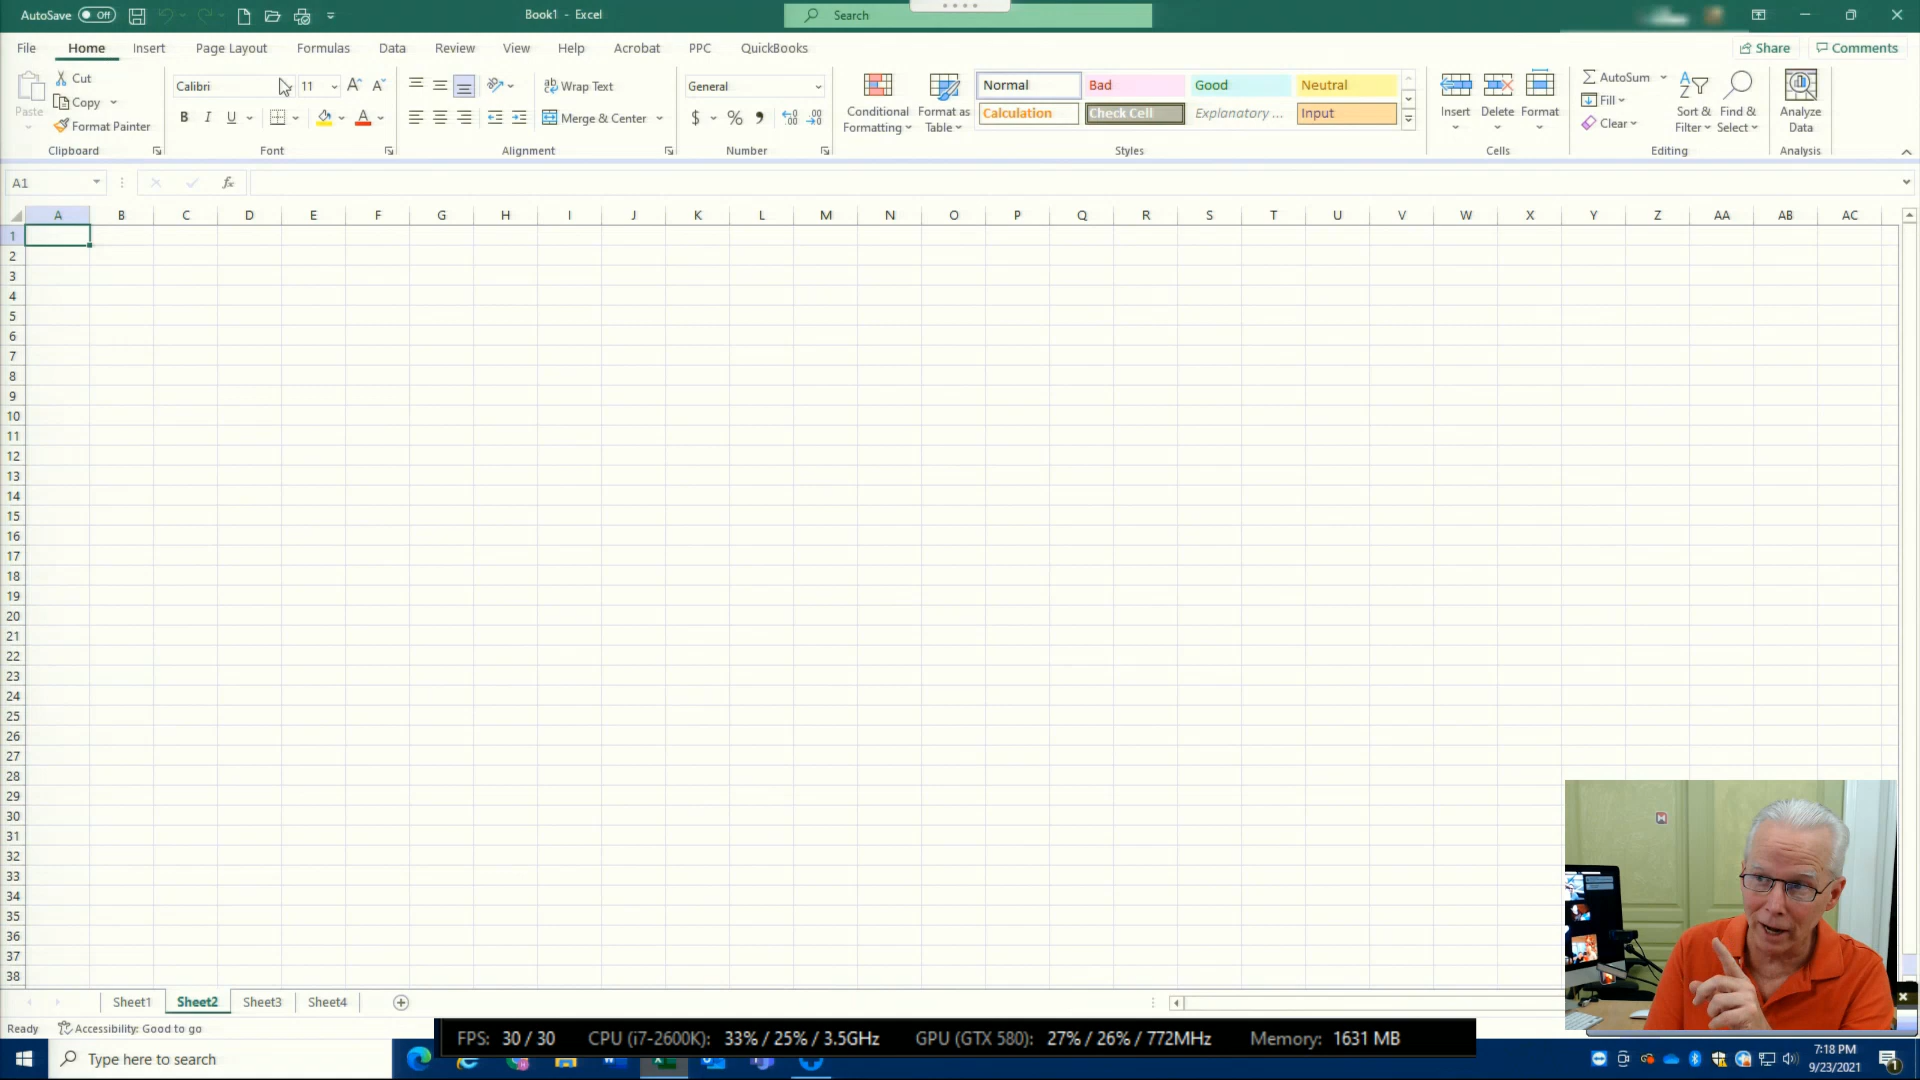 AutoSave Off Book1 - Excel Search
File Home Insert Page Layout Formulas Data Review View Help Acrobat PPC QuickBooks Share Comments
Cut
Copy
Format Painter
Paste
Clipboard
Calibri 11
B I U
Font
Wrap Text
Merge & Center
Alignment
General
$ %
Number
Conditional Formatting
Format as Table
Normal Bad Good Neutral
Calculation Check Cell Explanatory ... Input
Styles
Insert Delete Format
Cells
AutoSum
Fill
Clear
Sort & Filter
Find & Select
Editing
Analyze Data
Analysis
A1 fx
A B C D E F G H I J K L M N O P Q R S T U V W X Y Z AA AB AC
1
2
3
4
5
6
7
8
9
10
11
12
13
14
15
16
17
18
19
20
21
22
23
24
25
26
27
28
29
30
31
32
33
34
35
36
37
38
Sheet1 Sheet2 Sheet3 Sheet4
Ready Accessibility: Good to go
FPS: 30 / 30 CPU (i7-2600K): 33% / 25% / 3.5GHz GPU (GTX 580): 27% / 26% / 772MHz Memory: 1631 MB
Type here to search
7:18 PM
9/23/2021
1